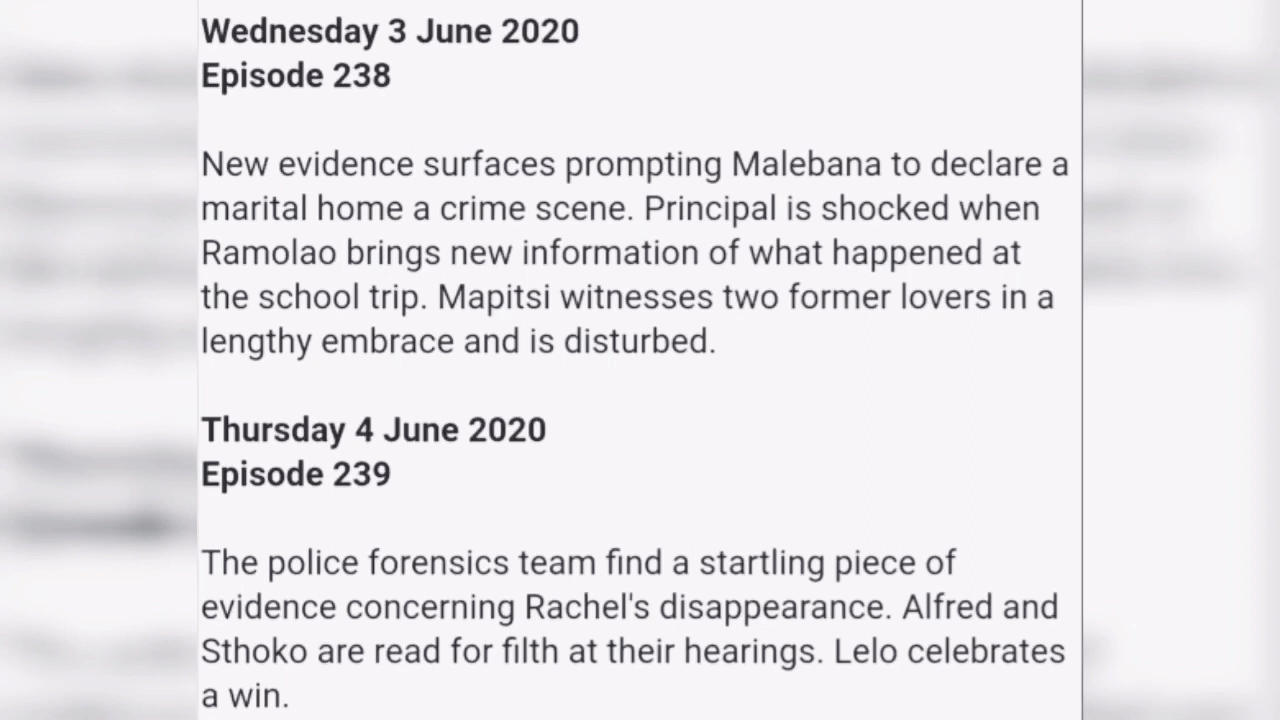 Wednesday 3 June 2020
Episode 238
New evidence surfaces prompting Malebana to declare a
marital home a crime scene. Principal is shocked when
Ramolao brings new information of what happened at
the school trip. Mapitsi witnesses two former lovers in a
lengthy embrace and is disturbed.
Thursday 4 June 2020
Episode 239
The police forensics team find a startling piece of
evidence concerning Rachel's disappearance. Alfred and
Sthoko are read for filth at their hearings. Lelo celebrates
a win.